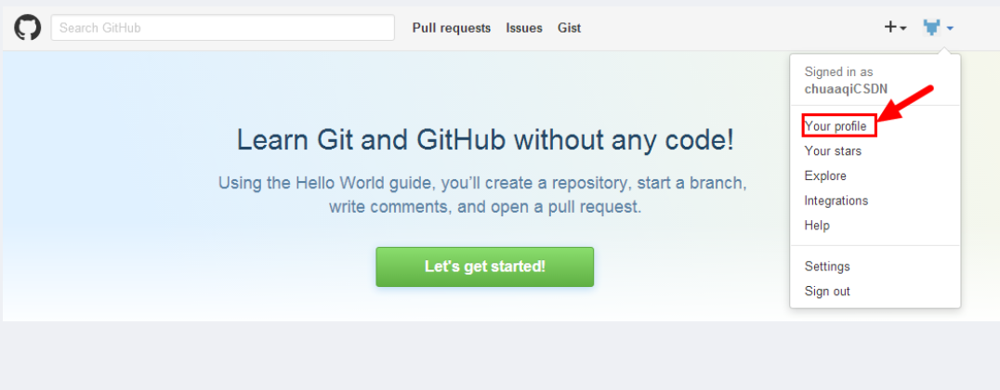 Search GitHub
Pull requests
Issues
Gist
Signed in as
chuaaqiCSDN
Your profile
Your stars
Explore
Integrations
Help
Settings
Sign out
Learn Git and GitHub without any code!
Using the Hello World guide, you’ll create a repository, start a branch,
write comments, and open a pull request.
Let's get started!